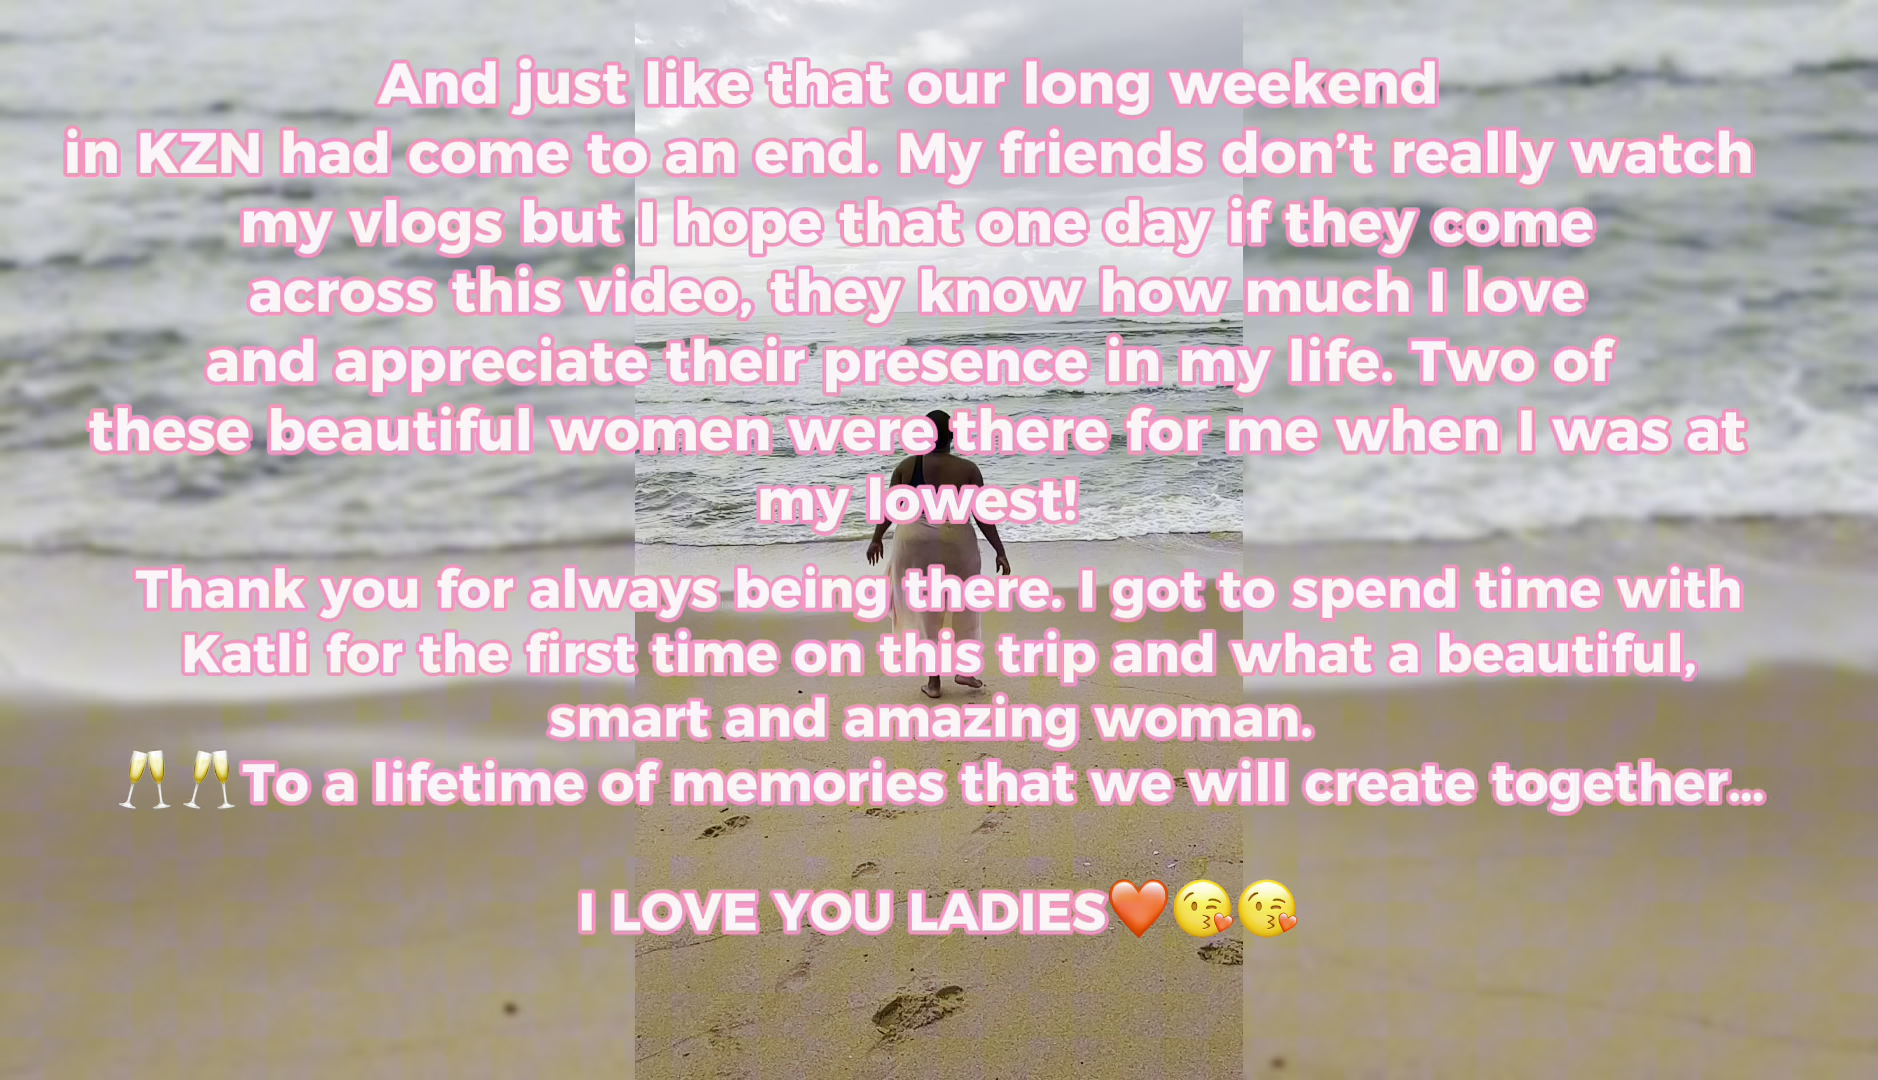 And just like that our long weekend
in KZN had come to an end. My friends don’t really watch
my vlogs but I hope that one day if they come
across this video, they know how much I love
and appreciate their presence in my life. Two of
these beautiful women were there for me when I was at
my lowest!
Thank you for always being there. I got to spend time with
Katli for the first time on this trip and what a beautiful,
smart and amazing woman.
🥂🥂To a lifetime of memories that we will create together...
I LOVE YOU LADIES❤️😘😘